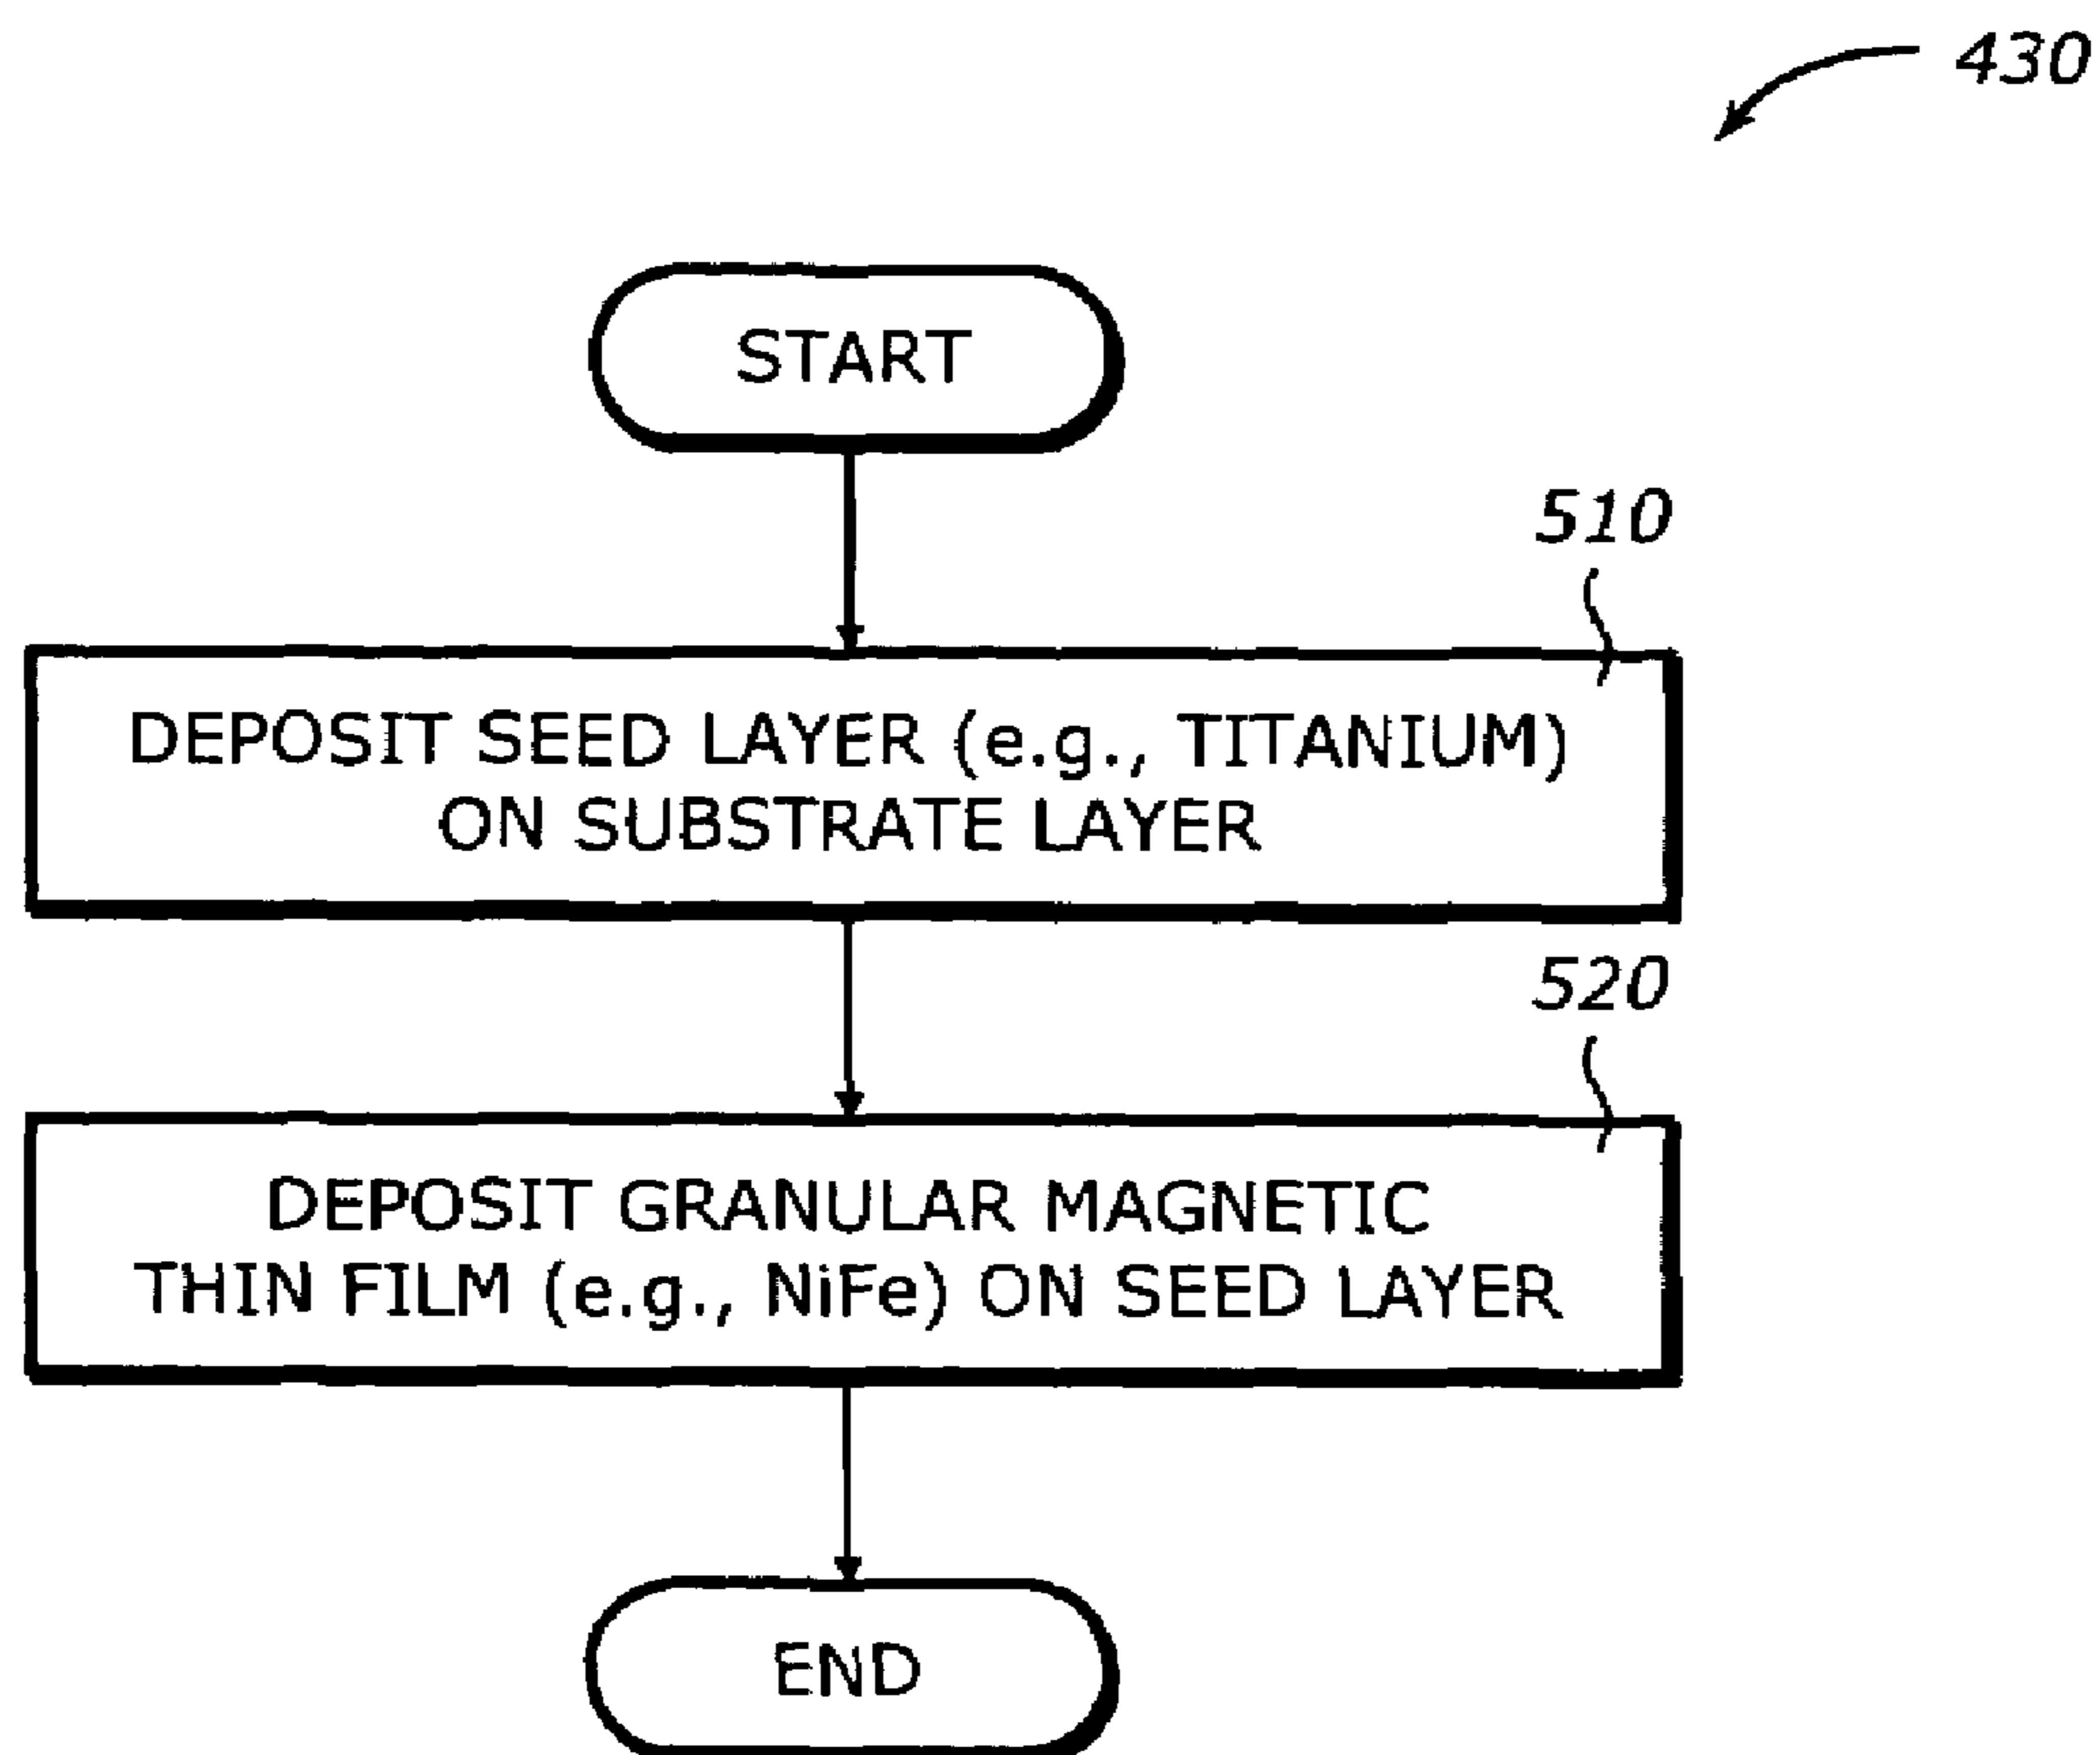 430
START
510
DEPOSIT SEED LAYER (e.g., TITANIUM)
ON SUBSTRATE LAYER
520
DEPOSIT GRANULAR MAGNETIC
THIN FILM (e.g., NiFe) ON SEED LAYER
END